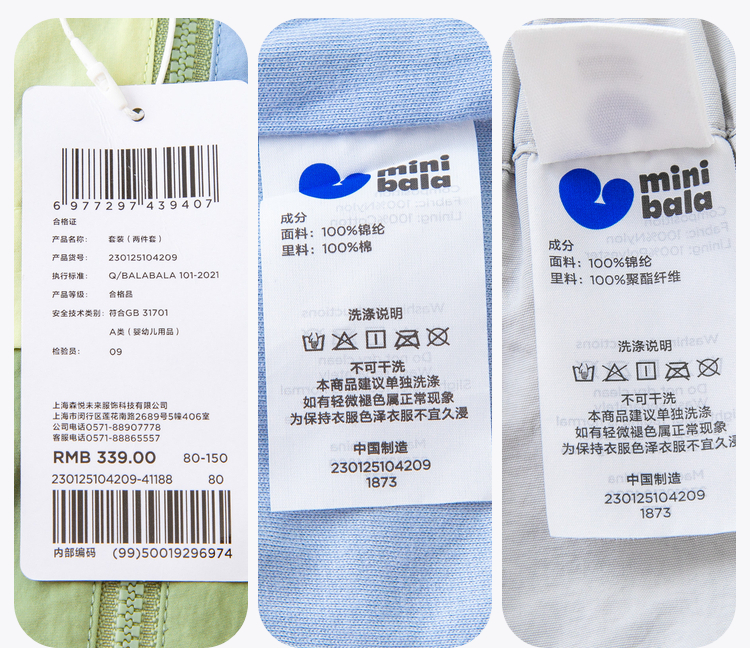 6 977297 439407
合格证
产品名称： 套装（两件套）
产品货号： 230125104209
执行标准： Q/BALABALA 101-2021
产品等级： 合格品
安全技术类别：符合GB 31701
A类（婴幼儿用品）
检验员： 09
上海森悦未来服饰科技有限公司
上海市闵行区莲花南路2689号5幢406室
公司电话0571-88907778
客服电话0571-88865557
RMB 339.00 80-150
230125104209-41188 80
内部编码 (99)50019296974
mini
bala
成分
面料：100%锦纶
里料：100%棉
洗涤说明
不可干洗
本商品建议单独洗涤
如有轻微褪色属正常现象
为保持衣服色泽衣服不宜久浸
中国制造
230125104209
1873
mini
bala
成分
面料：100%锦纶
里料：100%聚酯纤维
洗涤说明
不可干洗
本商品建议单独洗涤
如有轻微褪色属正常现象
为保持衣服色泽衣服不宜久
中国制造
230125104209
1873